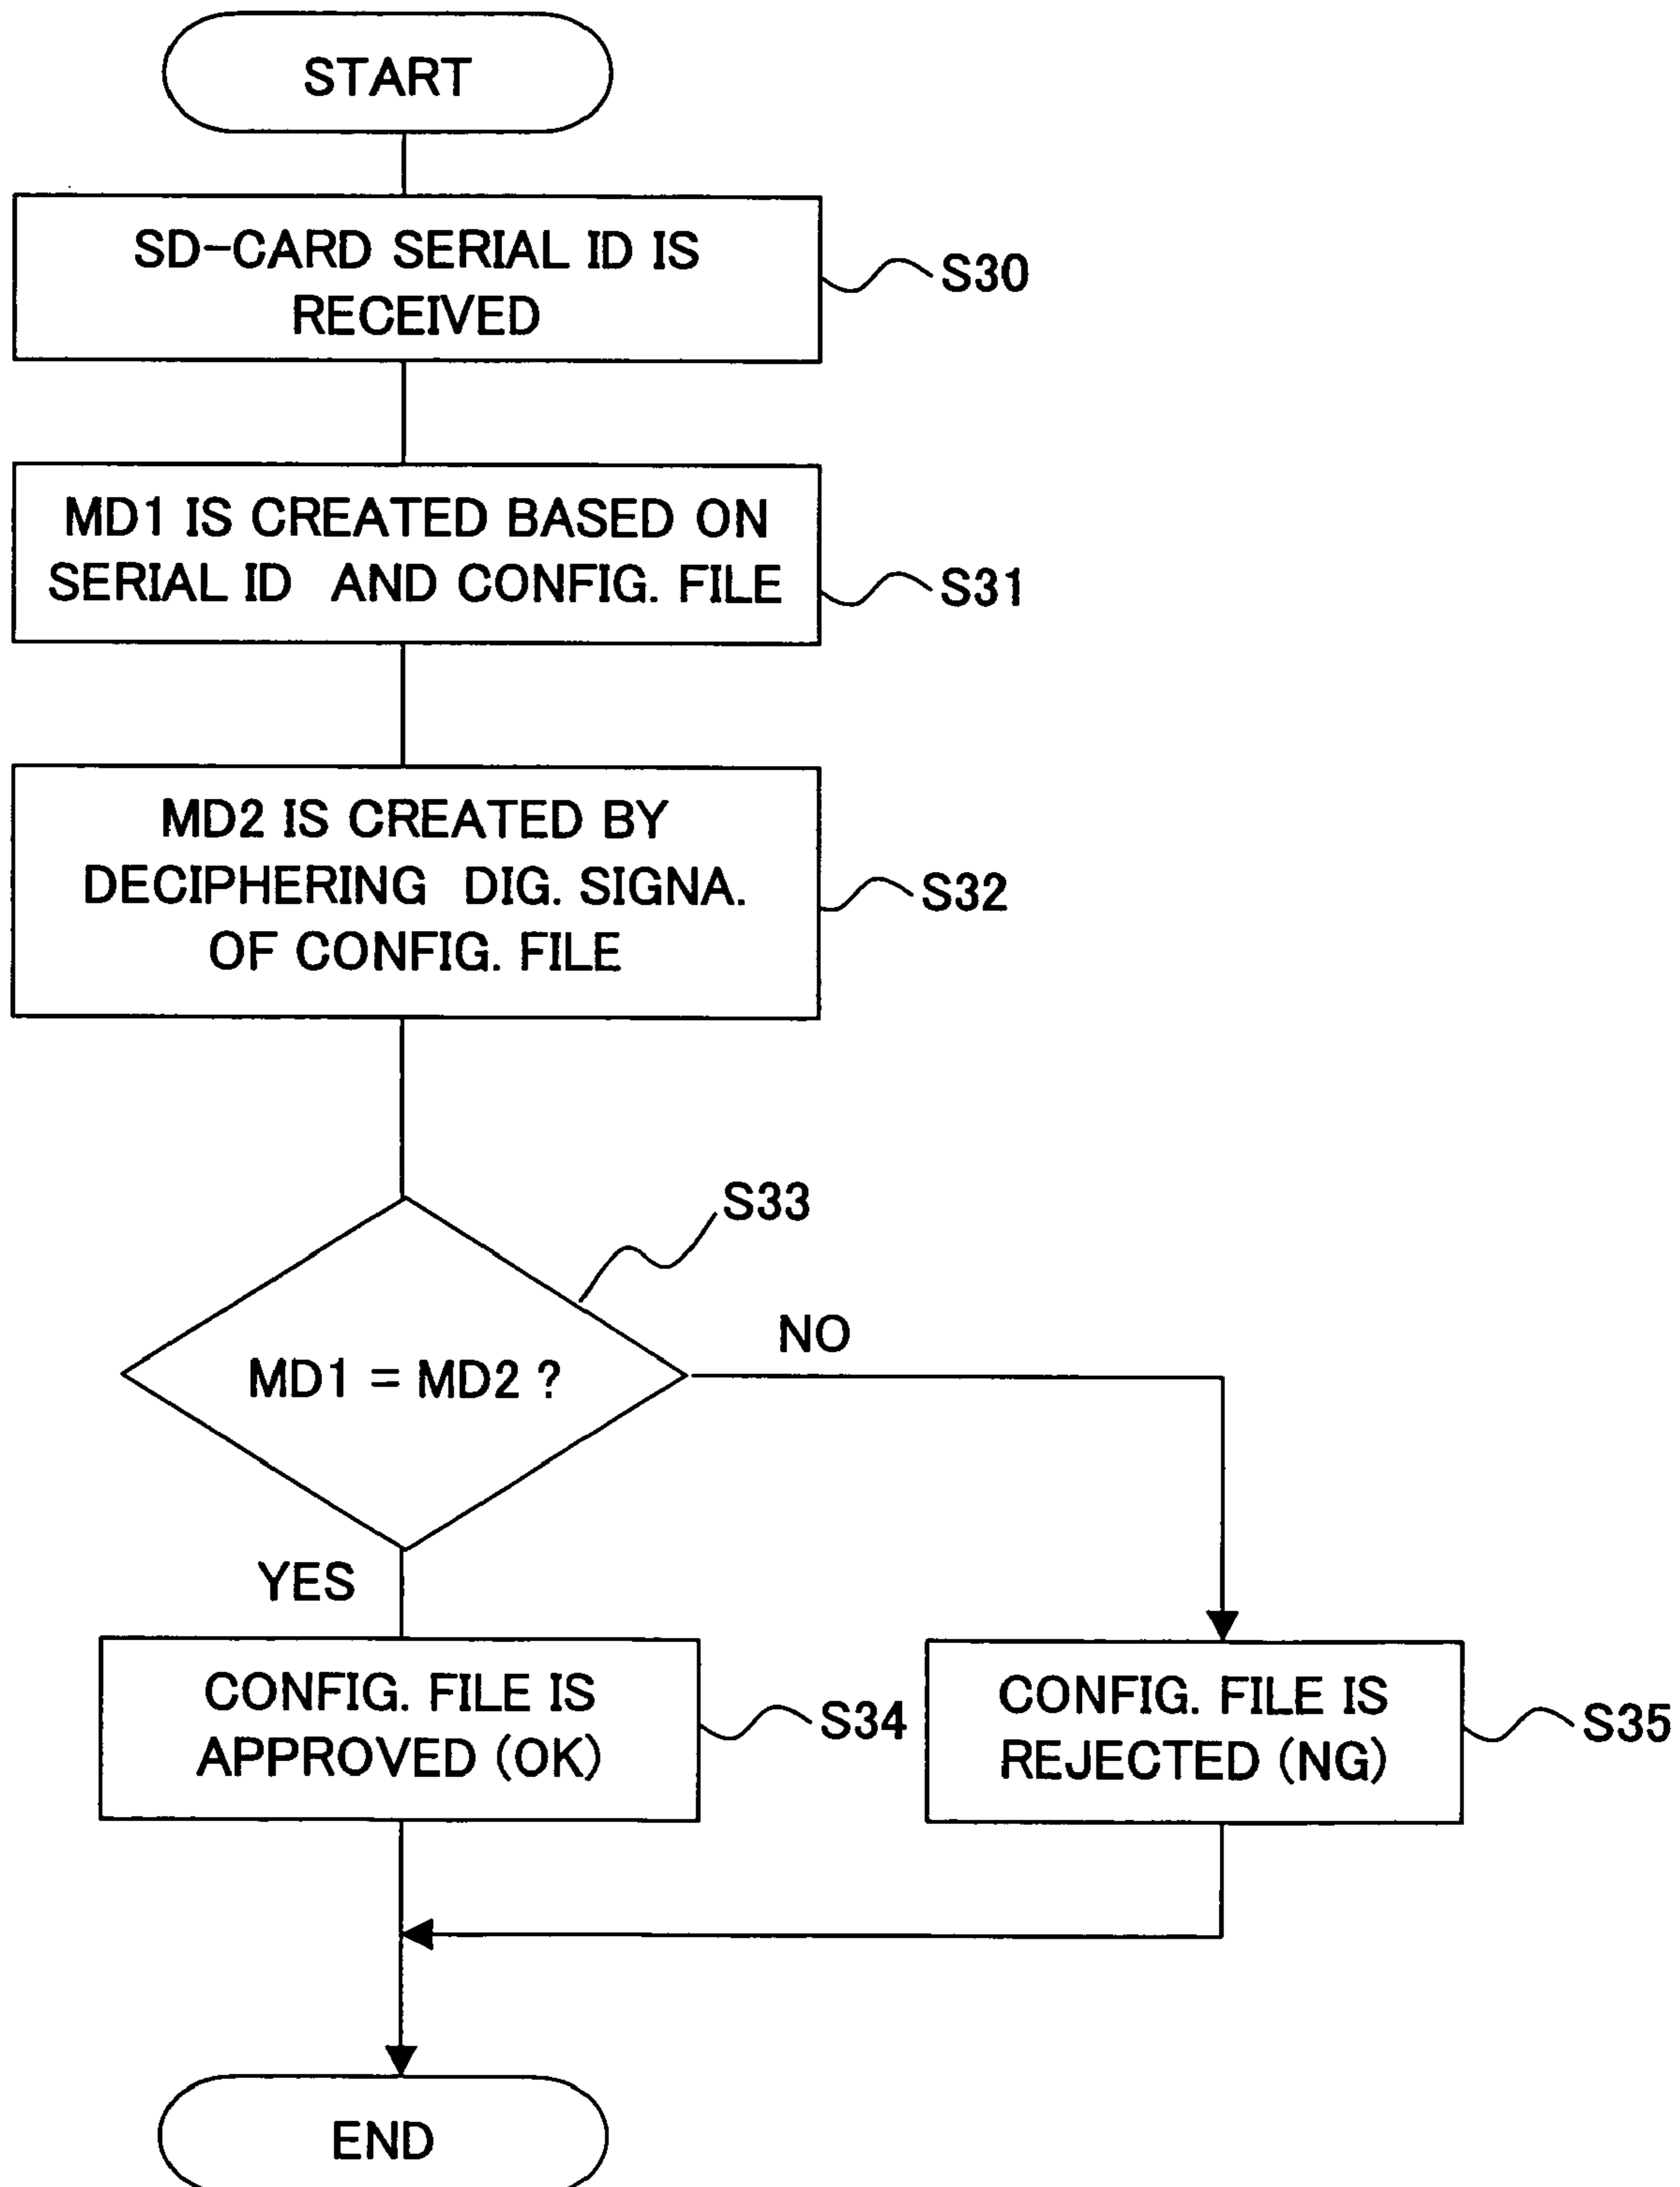 START
SD-CARD SERIAL ID IS
RECEIVED
S30
MD1 IS CREATED BASED ON
SERIAL ID AND CONFIG. FILE
S31
MD2 IS CREATED BY
DECIPHERING DIG. SIGNA.
OF CONFIG. FILE
S32
S33
MD1 = MD2 ?
NO
YES
CONFIG. FILE IS
APPROVED (OK)
S34
CONFIG. FILE IS
REJECTED (NG)
S35
END